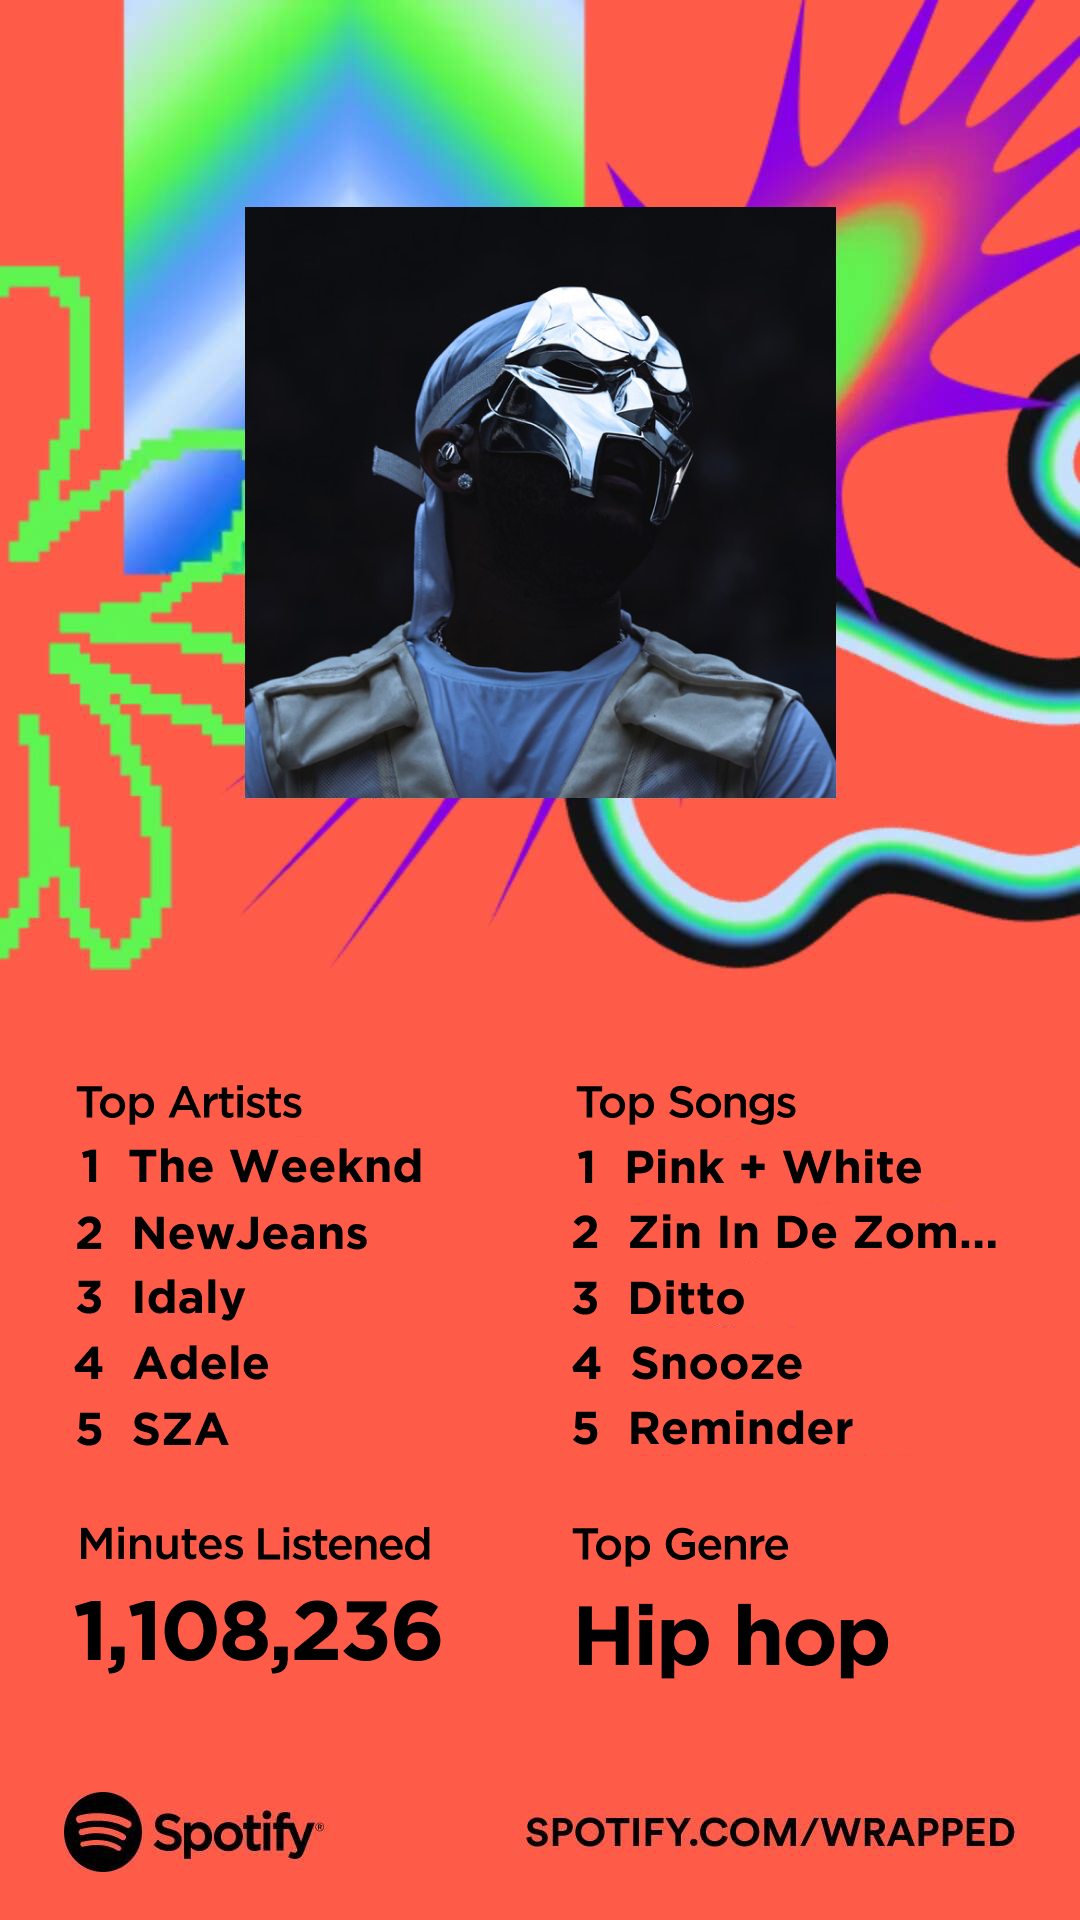 Top Artists
1 The Weeknd
2 NewJeans
3 Idaly
4 Adele
5 SZA
Top Songs
1 Pink + White
2 Zin In De Zom...
3 Ditto
4 Snooze
5 Reminder
Minutes Listened
1,108,236
Top Genre
Hip hop
Spotify®
SPOTIFY.COM/WRAPPED